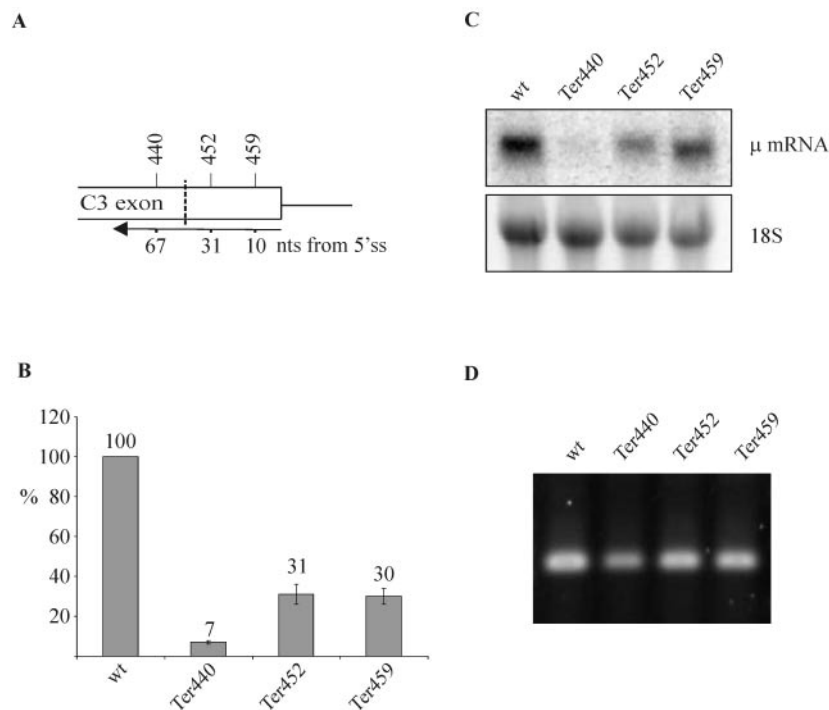 A
440 452 459
C3 exon
67 31 10 nts from 5'ss
B
120
100
80
60
40
20
%
100
7
31
30
wt Ter440 Ter452 Ter459
C
wt Ter440 Ter452 Ter459
μ mRNA
18S
D
wt Ter440 Ter452 Ter459